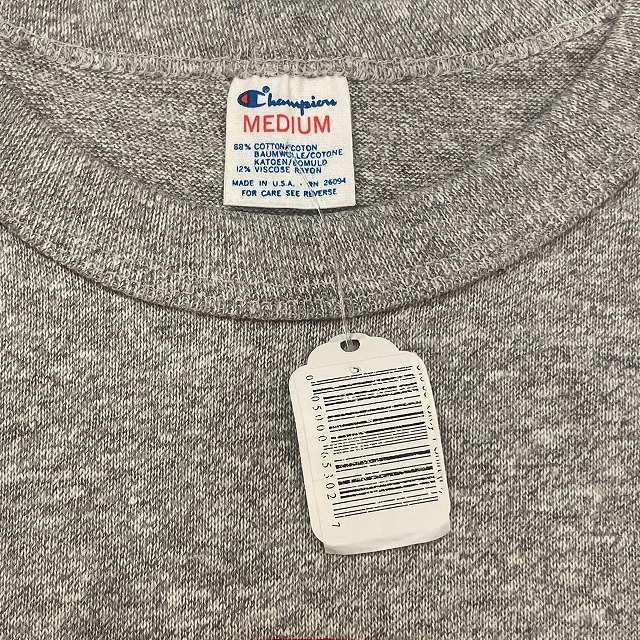 Champion
MEDIUM
88% COTTON/COTON
BAUMWOLLE/COTONE
KATOEN/BOMULD
12% VISCOSE RAYON
MADE IN U.S.A. RN 26094
FOR CARE SEE REVERSE